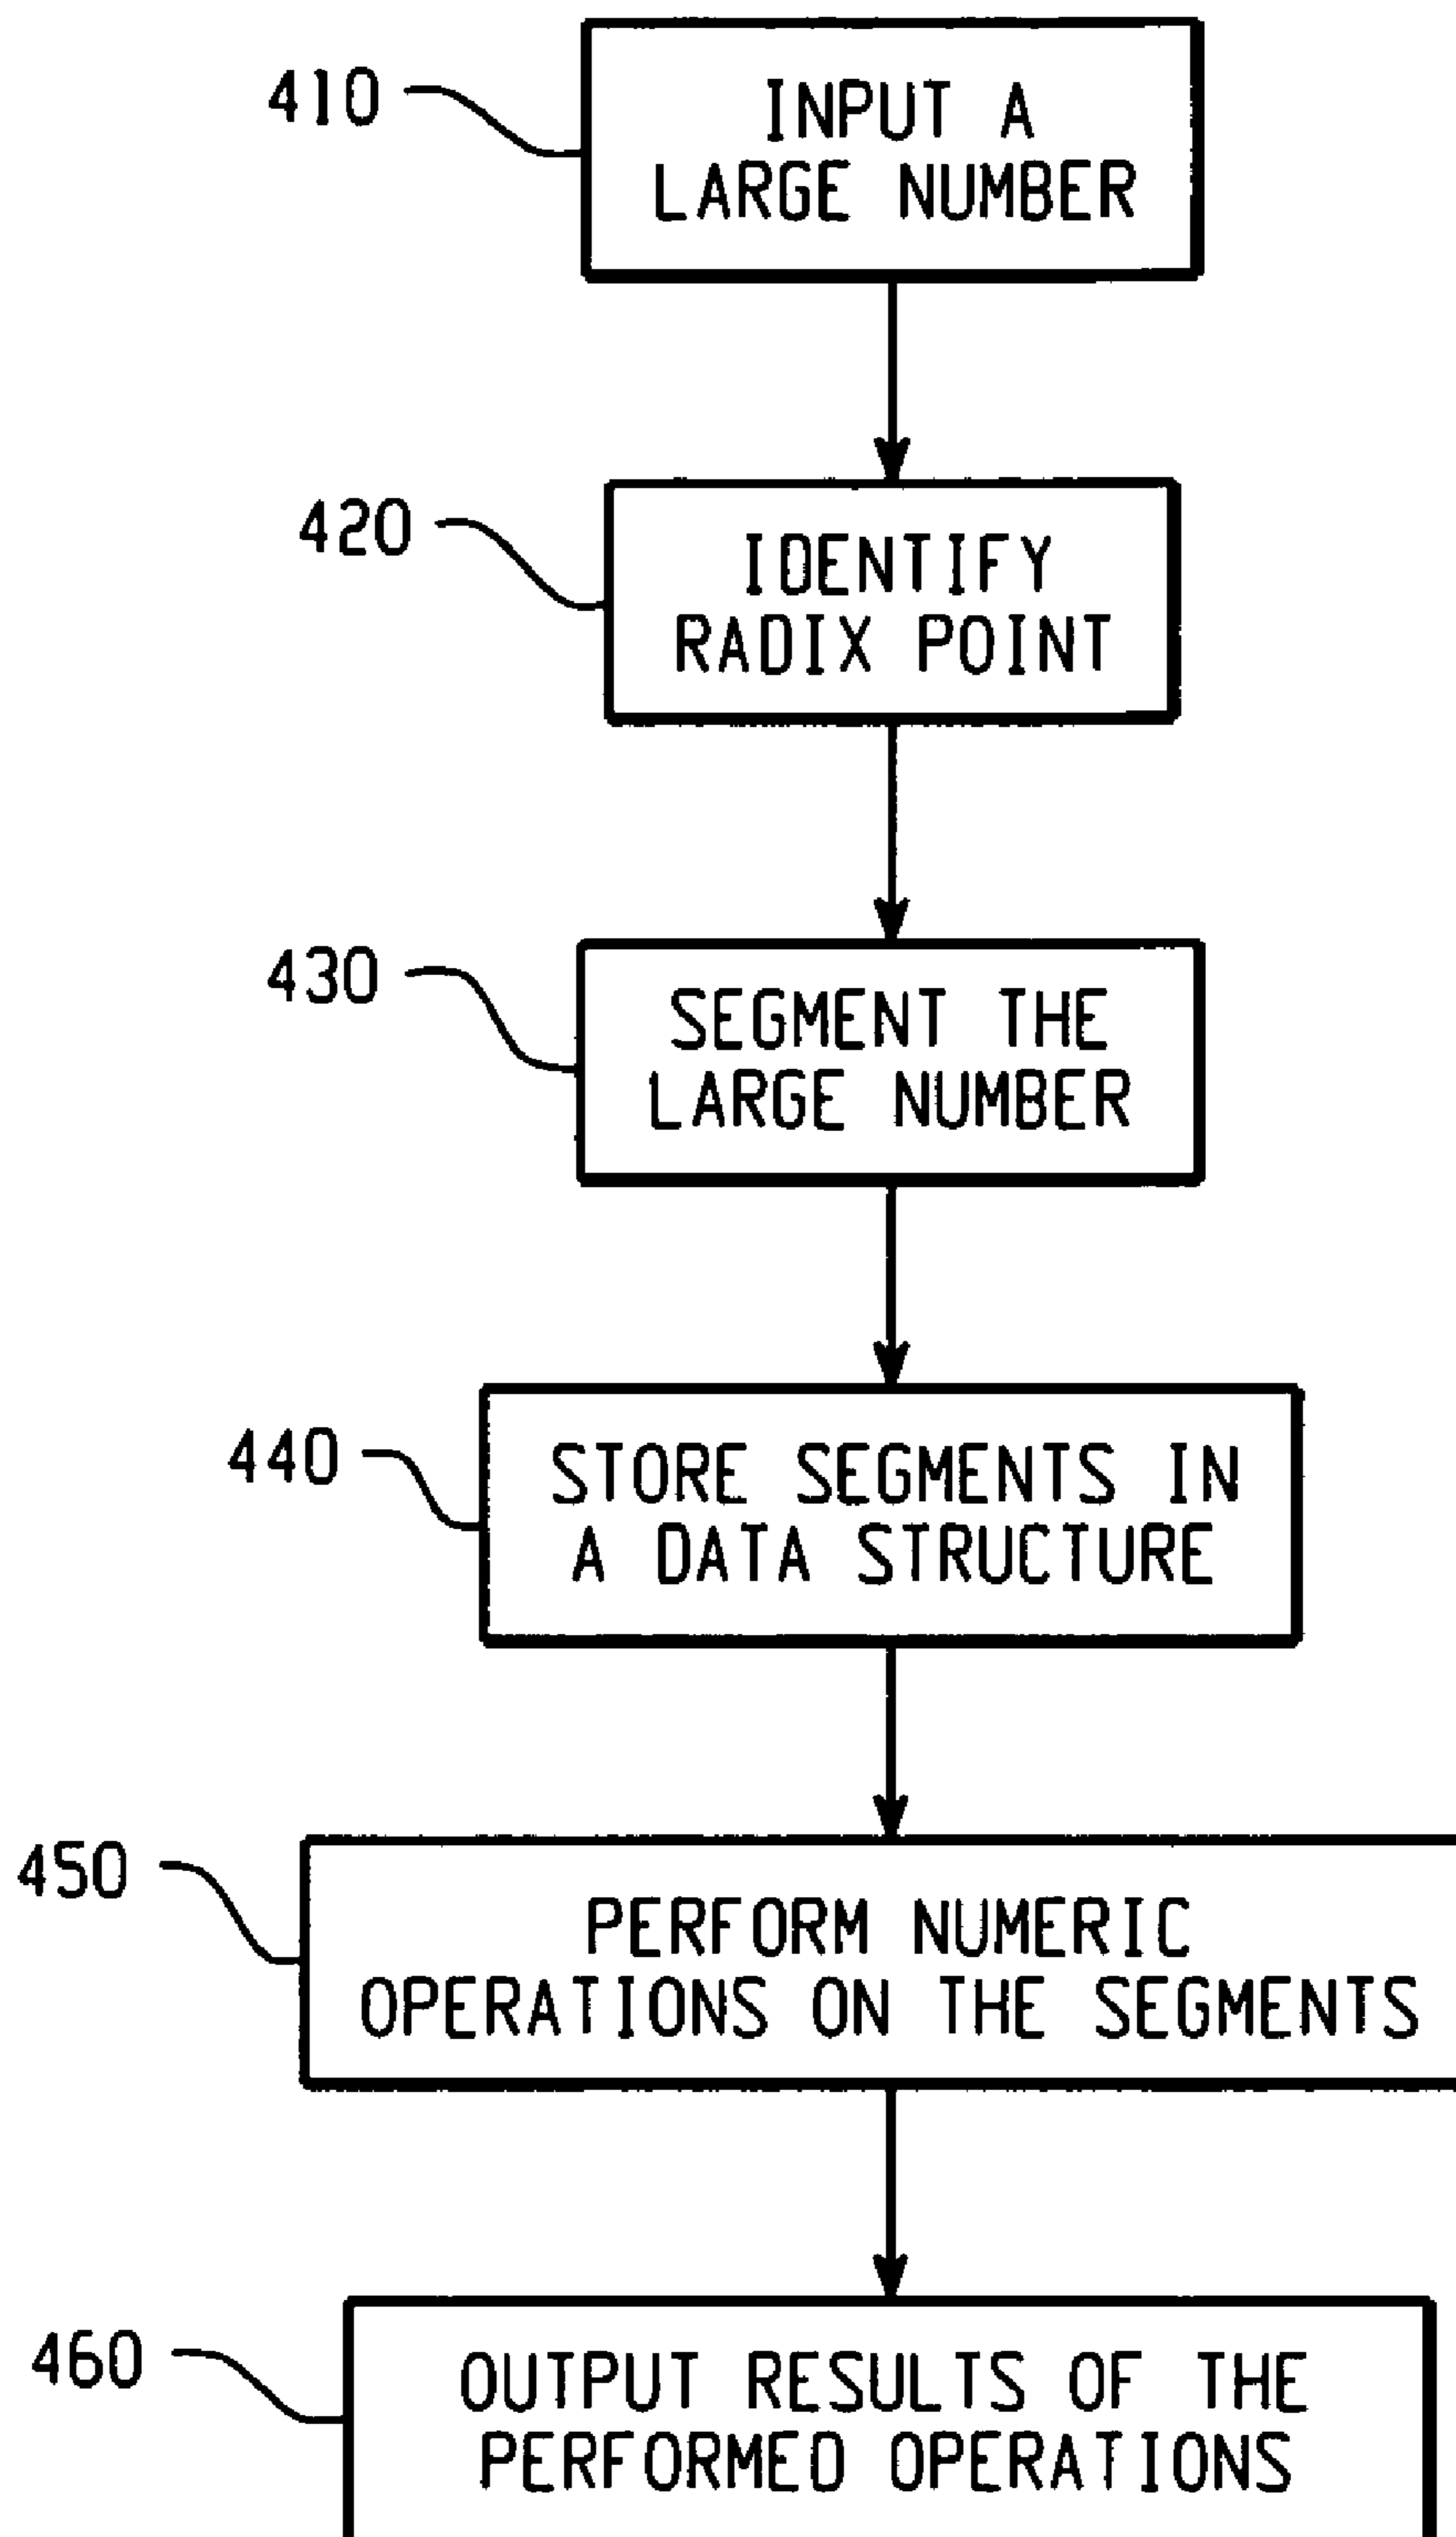 410
INPUT A
LARGE NUMBER
420
IDENTIFY
RADIX POINT
430
SEGMENT THE
LARGE NUMBER
440
STORE SEGMENTS IN
A DATA STRUCTURE
450
PERFORM NUMERIC
OPERATIONS ON THE SEGMENTS
460
OUTPUT RESULTS OF THE
PERFORMED OPERATIONS